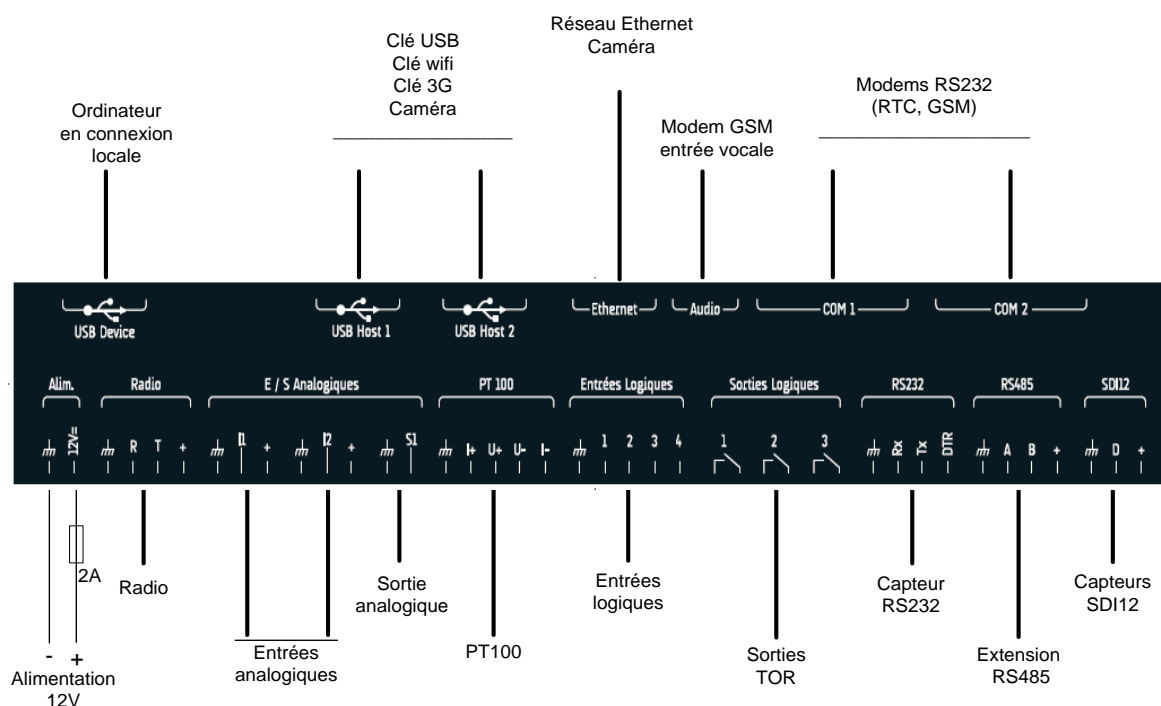 Réseau Ethernet
Caméra
Clé USB
Clé wifi
Clé 3G
Caméra
Modems RS232
(RTC, GSM)
Ordinateur
en connexion
locale
Modem GSM
entrée vocale
USB Device
USB Host 1
USB Host 2
Ethernet
Audio
COM 1
COM 2
Alim.
Radio
E / S Analogiques
PT 100
Entrées Logiques
Sorties Logiques
RS232
RS485
SDI12
12V=
R T +
I1 +
I2 +
S1
I+ U+ U- I-
1 2 3 4
1 2 3
Rx Tx DTR
A B +
D +
2A
Radio
Sortie
analogique
Entrées
logiques
Capteur
RS232
Capteurs
SDI12
- +
Alimentation
12V
Entrées
analogiques
PT100
Sorties
TOR
Extension
RS485